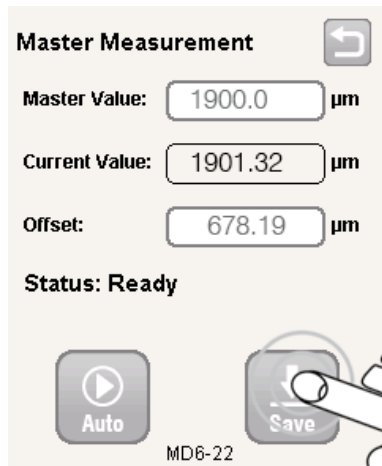 Master Measurement
Master Value: 1900.0 µm
Current Value: 1901.32 µm
Offset: 678.19 µm
Status: Ready
Auto Save
MD6-22